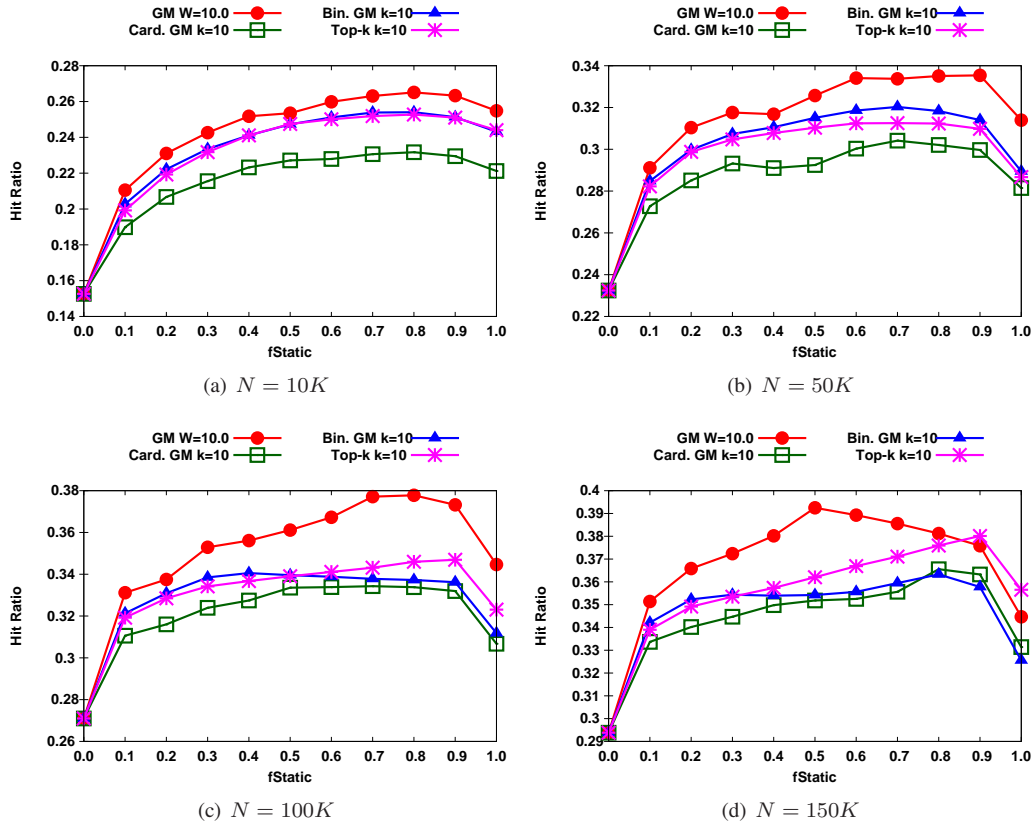 GM W=10.0
Bin. GM k=10
Card. GM k=10
Top-k k=10
0.28
0.26
0.24
0.22
0.2
0.18
0.16
0.14
Hit Ratio
0.0 0.1 0.2 0.3 0.4 0.5 0.6 0.7 0.8 0.9 1.0
fStatic
(a) N = 10K
GM W=10.0
Bin. GM k=10
Card. GM k=10
Top-k k=10
0.34
0.32
0.3
0.28
0.26
0.24
0.22
Hit Ratio
0.0 0.1 0.2 0.3 0.4 0.5 0.6 0.7 0.8 0.9 1.0
fStatic
(b) N = 50K
GM W=10.0
Bin. GM k=10
Card. GM k=10
Top-k k=10
0.38
0.36
0.34
0.32
0.3
0.28
0.26
Hit Ratio
0.0 0.1 0.2 0.3 0.4 0.5 0.6 0.7 0.8 0.9 1.0
fStatic
(c) N = 100K
GM W=10.0
Bin. GM k=10
Card. GM k=10
Top-k k=10
0.4
0.39
0.38
0.37
0.36
0.35
0.34
0.33
0.32
0.31
0.3
0.29
Hit Ratio
0.0 0.1 0.2 0.3 0.4 0.5 0.6 0.7 0.8 0.9 1.0
fStatic
(d) N = 150K